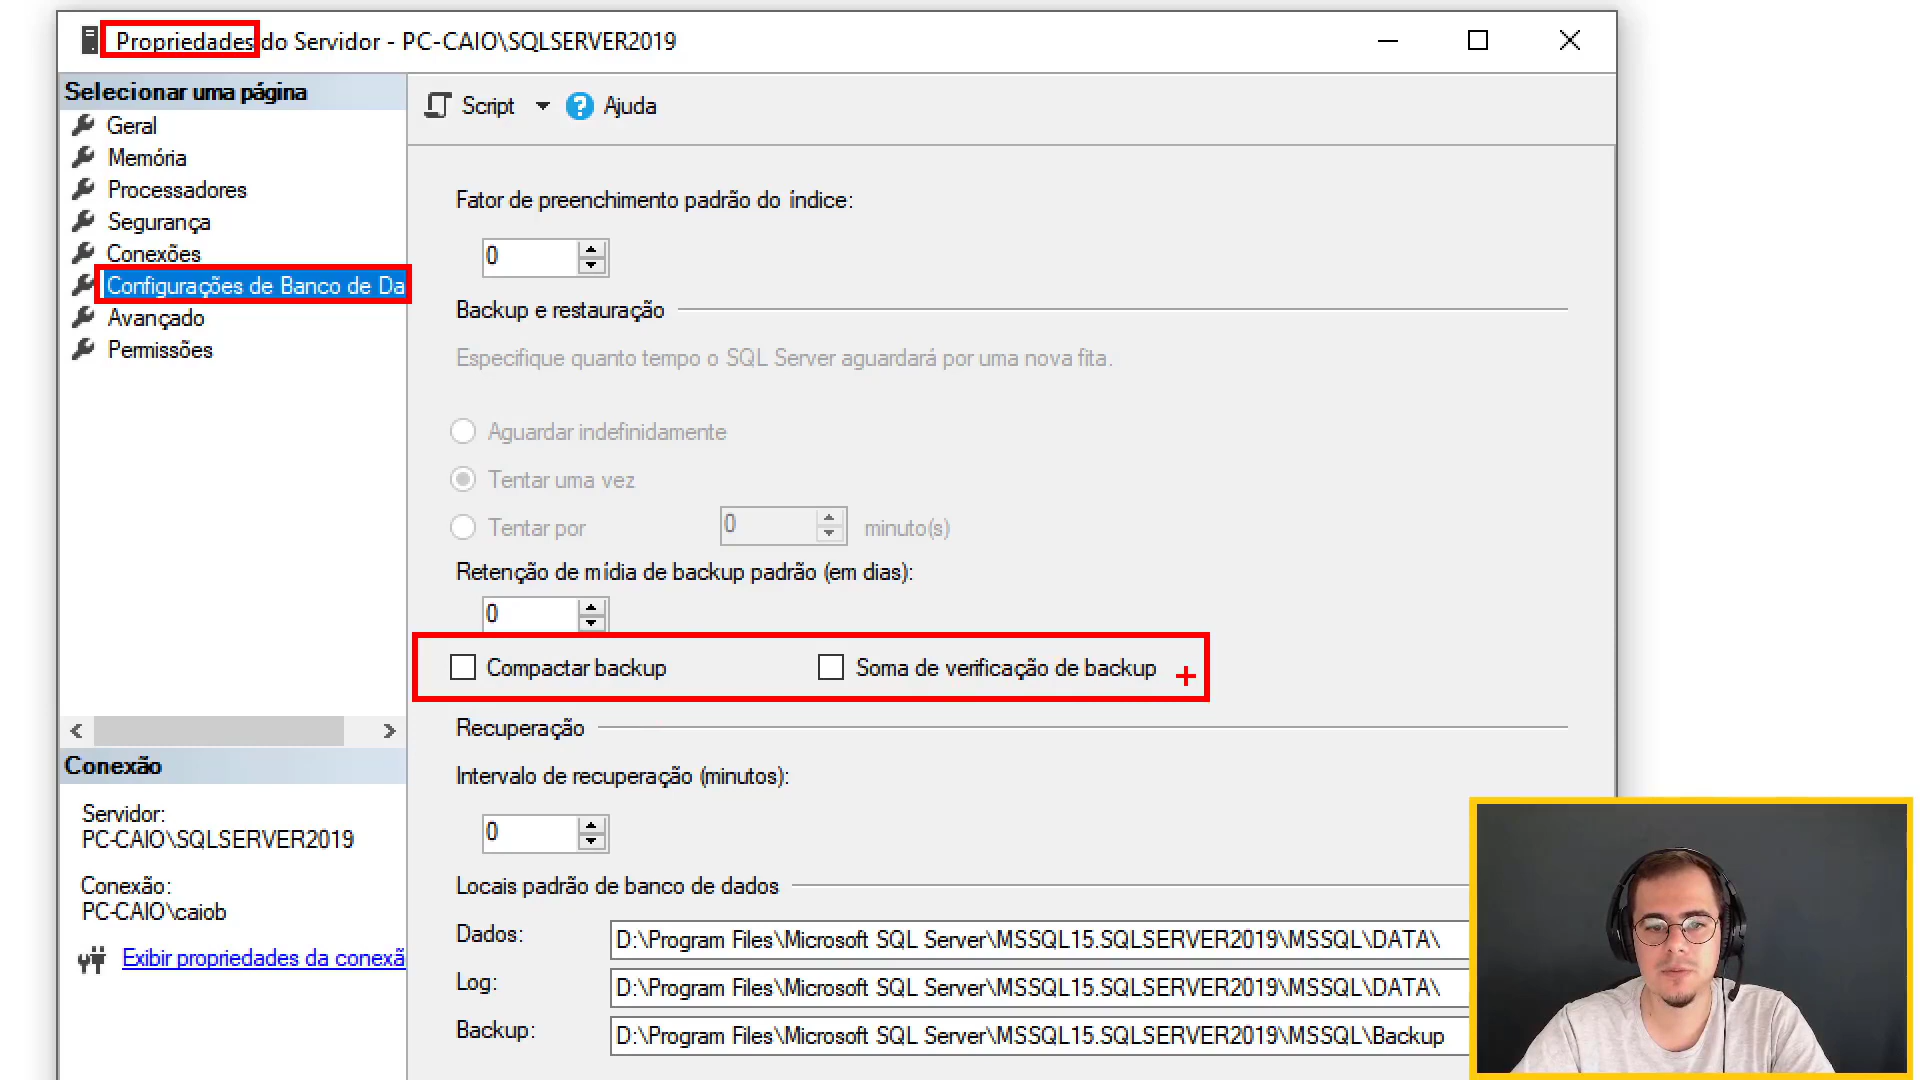 Propriedades do Servidor - PC-CAIO\SQLSERVER2019
Selecionar uma página
Geral
Memória
Processadores
Segurança
Conexões
Configurações de Banco de Da
Avançado
Permissões
Script
Ajuda
Fator de preenchimento padrão do índice:
0
Backup e restauração
Especifique quanto tempo o SQL Server aguardará por uma nova fita.
Aguardar indefinidamente
Tentar uma vez
Tentar por 0 minuto(s)
Retenção de mídia de backup padrão (em dias):
0
Compactar backup
Soma de verificação de backup
Recuperação
Intervalo de recuperação (minutos):
0
Locais padrão de banco de dados
Dados: D:\Program Files\Microsoft SQL Server\MSSQL15.SQLSERVER2019\MSSQL\DATA\
Log: D:\Program Files\Microsoft SQL Server\MSSQL15.SQLSERVER2019\MSSQL\DATA\
Backup: D:\Program Files\Microsoft SQL Server\MSSQL15.SQLSERVER2019\MSSQL\Backup
Conexão
Servidor:
PC-CAIO\SQLSERVER2019
Conexão:
PC-CAIO\caiob
Exibir propriedades da conexã